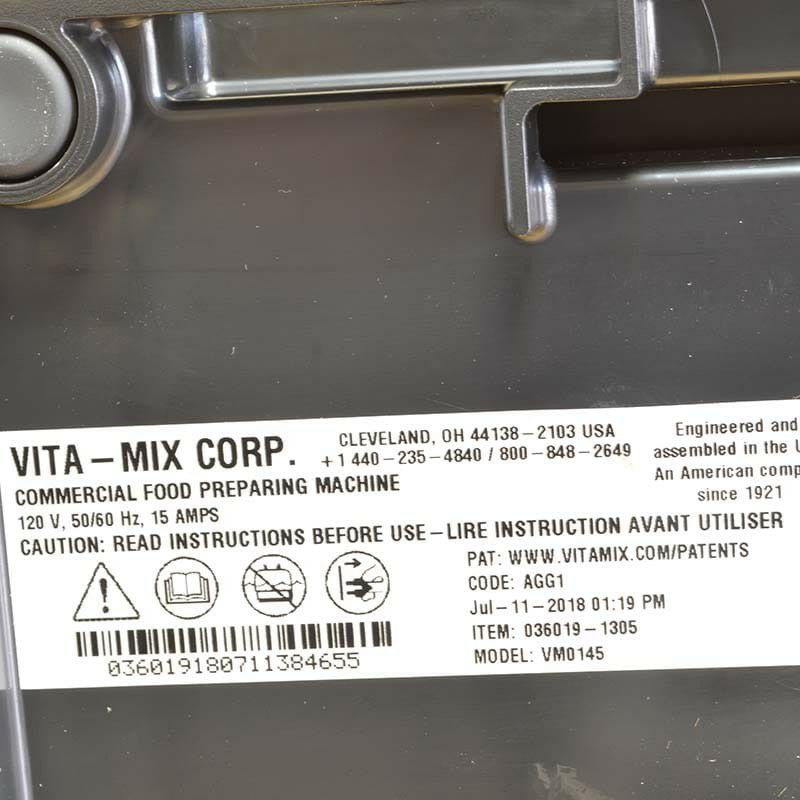 VITA-MIX CORP.
CLEVELAND, OH 44138-2103 USA
+1 440-235-4840 / 800-848-2649
Engineered and
assembled in the U
An American comp
since 1921
COMMERCIAL FOOD PREPARING MACHINE
120 V, 50/60 Hz, 15 AMPS
CAUTION: READ INSTRUCTIONS BEFORE USE-LIRE INSTRUCTION AVANT UTILISER
PAT: WWW.VITAMIX.COM/PATENTS
CODE: AGG1
Jul-11-2018 01:19 PM
ITEM: 036019-1305
MODEL: VM0145
036019180711384655